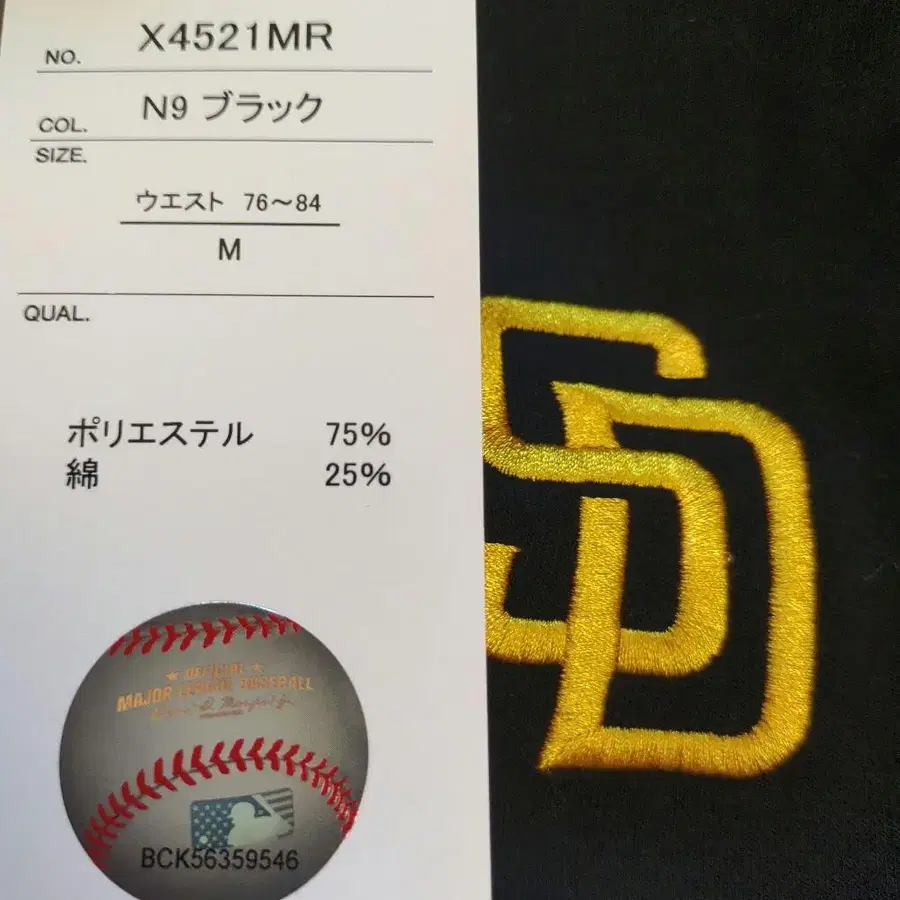 NO. X4521MR
COL. N9 ブラック
SIZE.
ウエスト 76～84
M
QUAL.
ポリエステル 75%
綿 25%
★ OFFICIAL ★
MAJOR LEAGUE BASEBALL
BCK56359546
SD